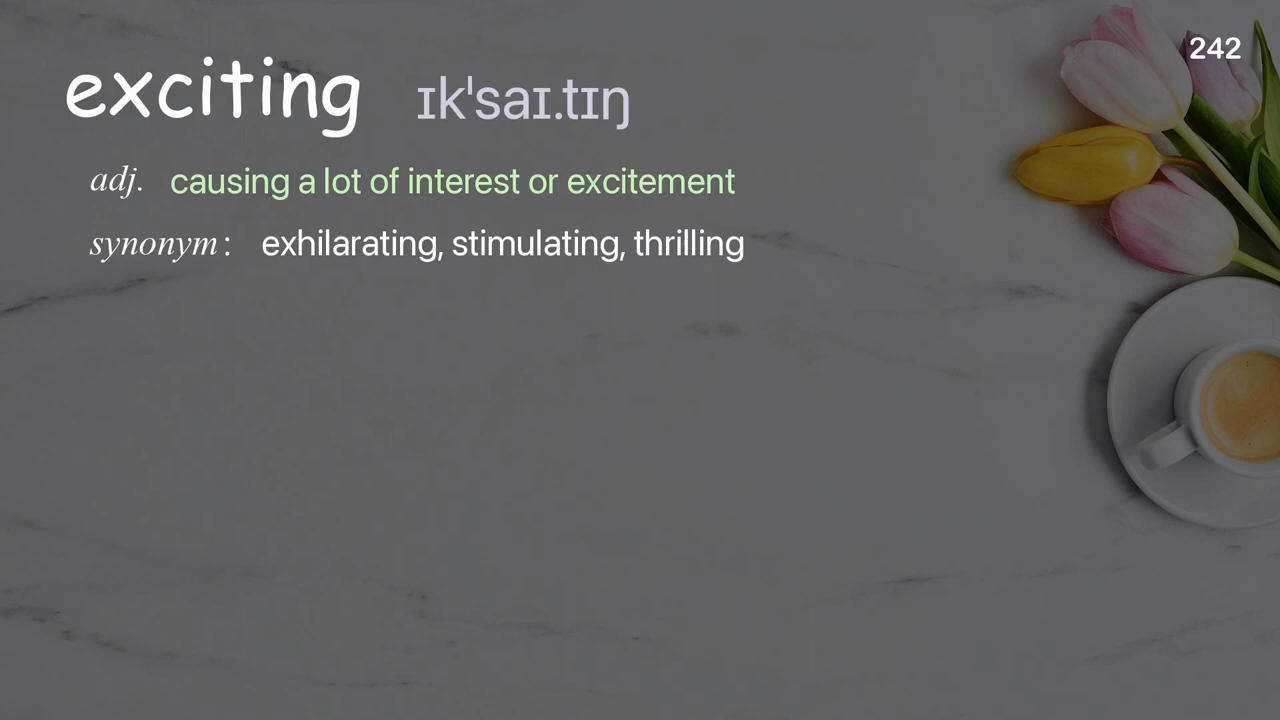 242
exciting ɪkˈsaɪ.tɪŋ
adj. causing a lot of interest or excitement
synonym: exhilarating, stimulating, thrilling